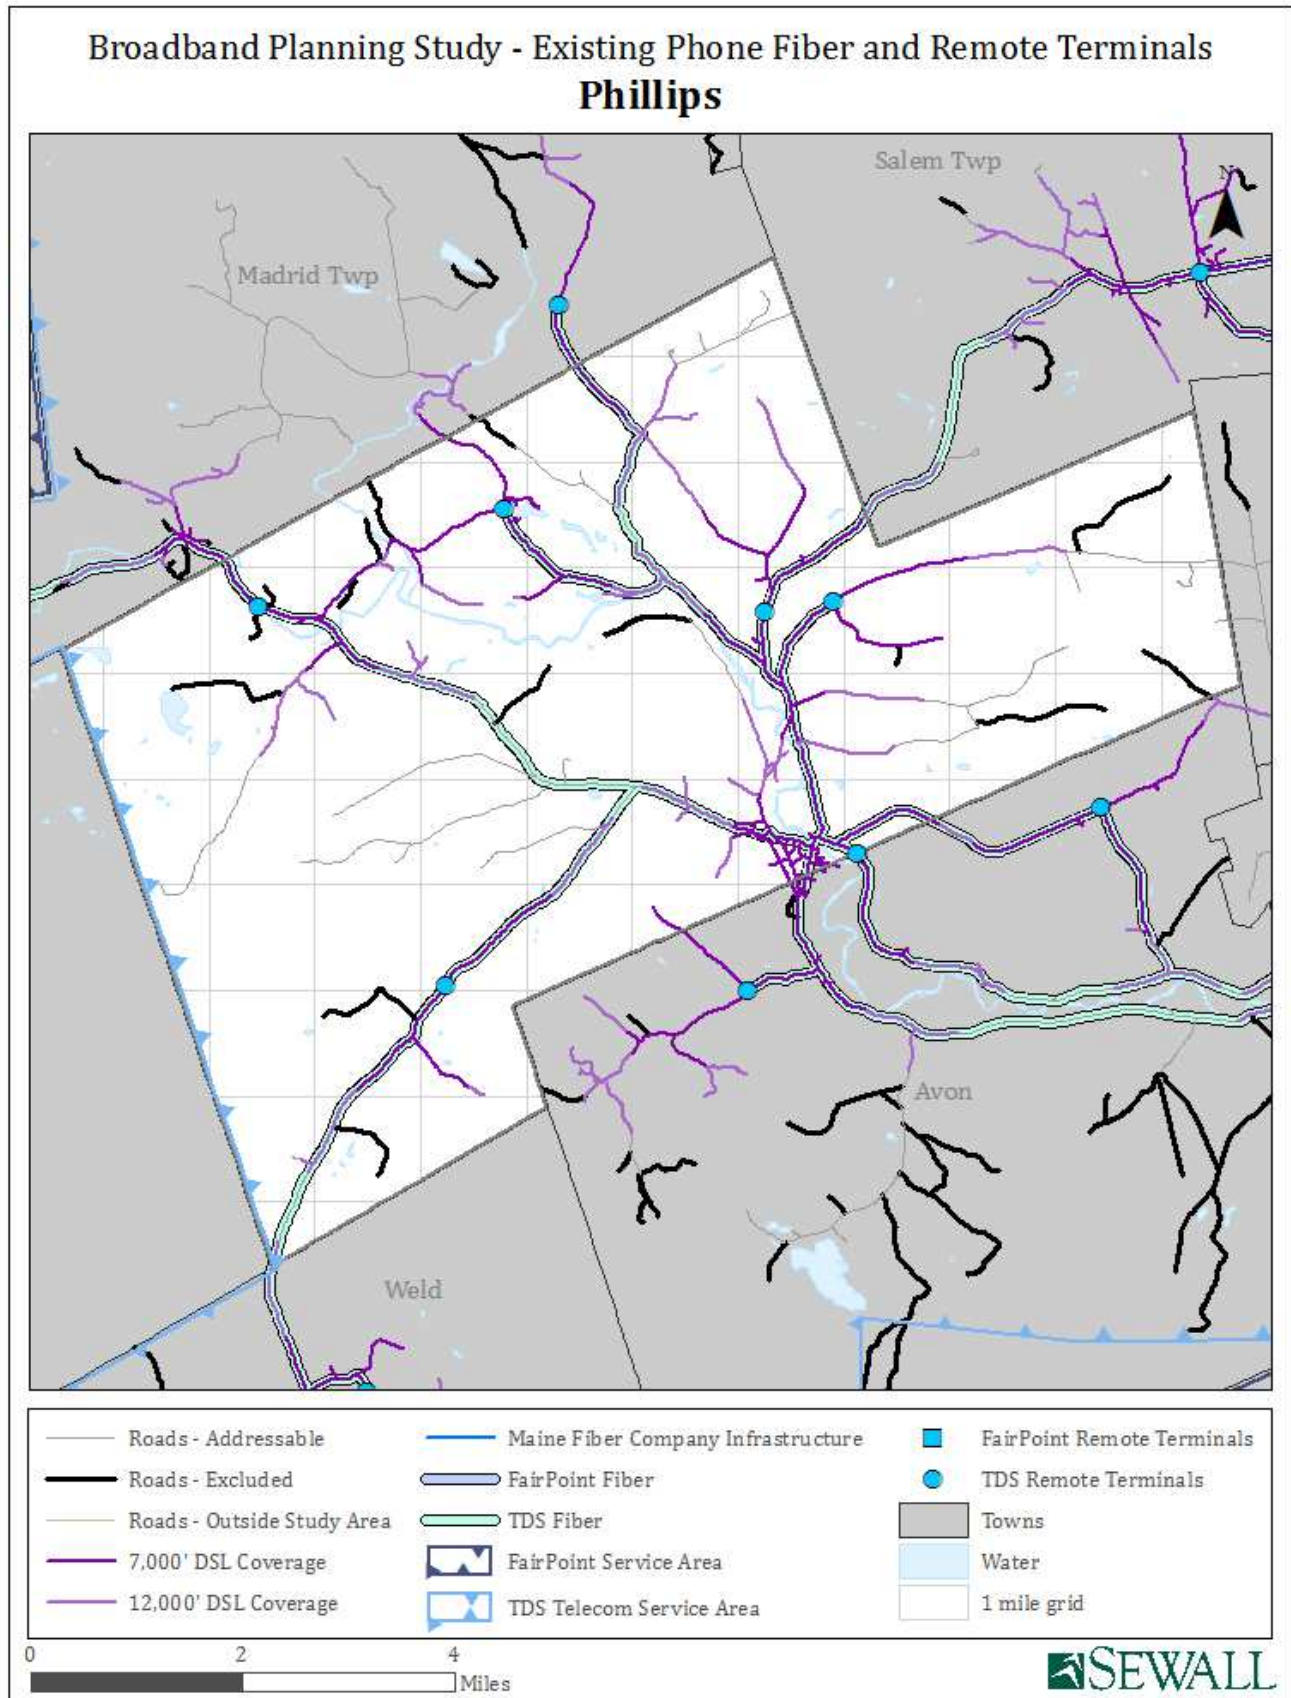 Broadband Planning Study - Existing Phone Fiber and Remote Terminals
Phillips
Salem Twp
N
Madrid Twp
Avon
Weld
Roads - Addressable
Roads - Excluded
Roads - Outside Study Area
7,000' DSL Coverage
12,000' DSL Coverage
Maine Fiber Company Infrastructure
FairPoint Fiber
TDS Fiber
FairPoint Service Area
TDS Telecom Service Area
FairPoint Remote Terminals
TDS Remote Terminals
Towns
Water
1 mile grid
0 2 4
Miles
SEWALL